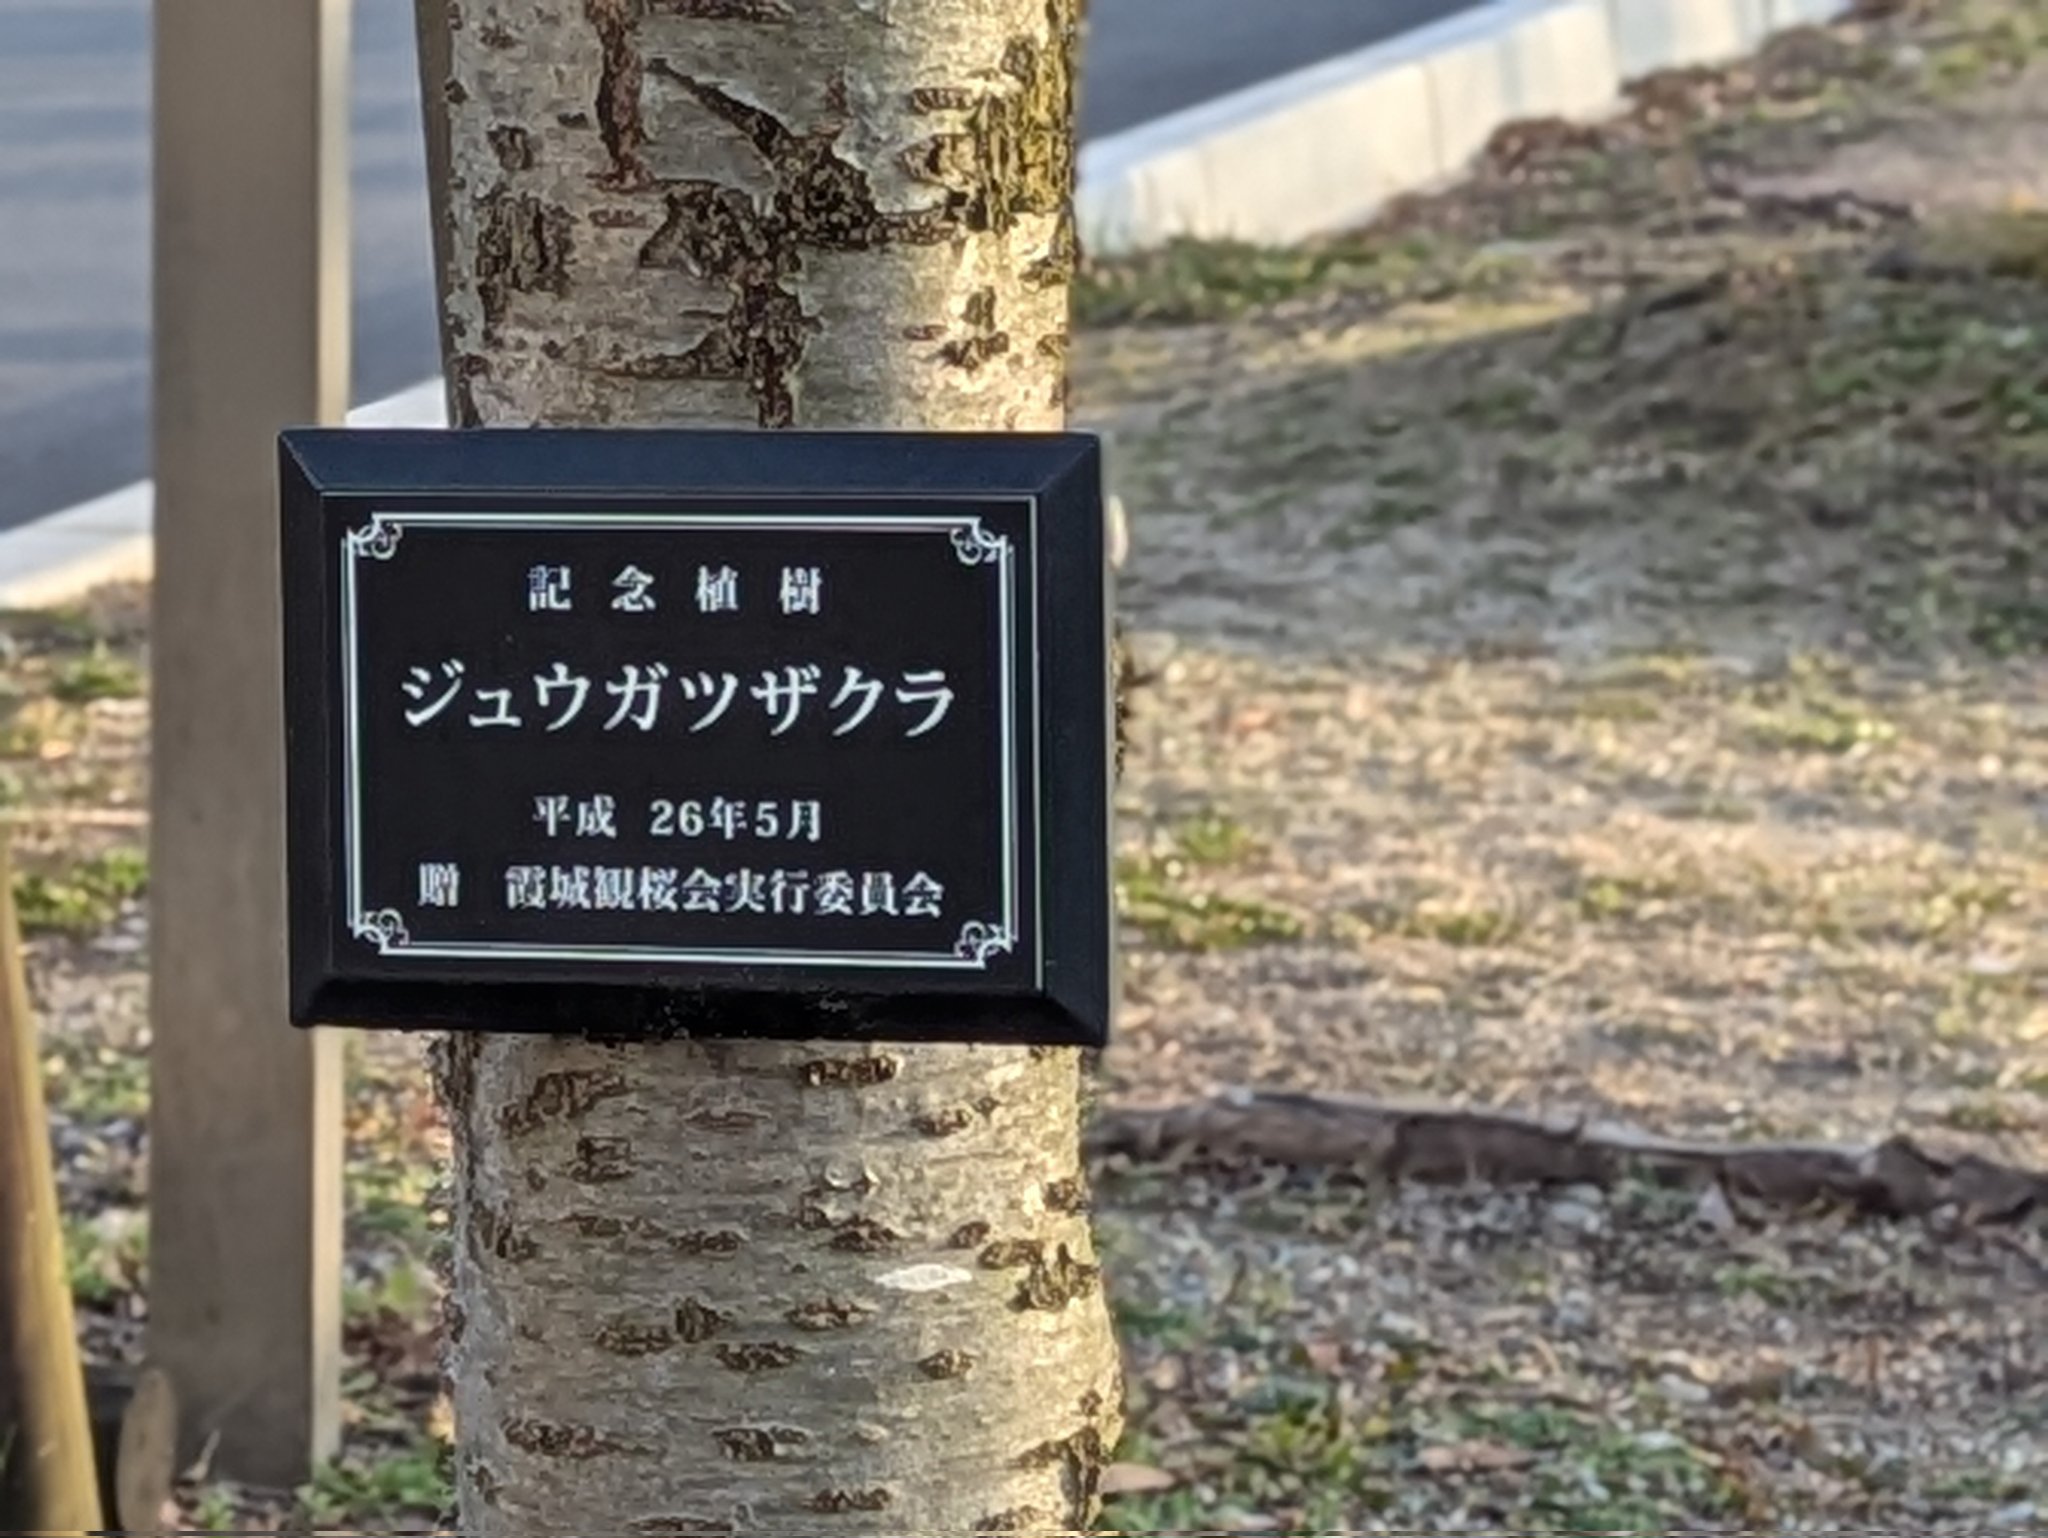 記念植樹
ジュウガツザクラ
平成 26年5月
贈 霞城観桜会実行委員会